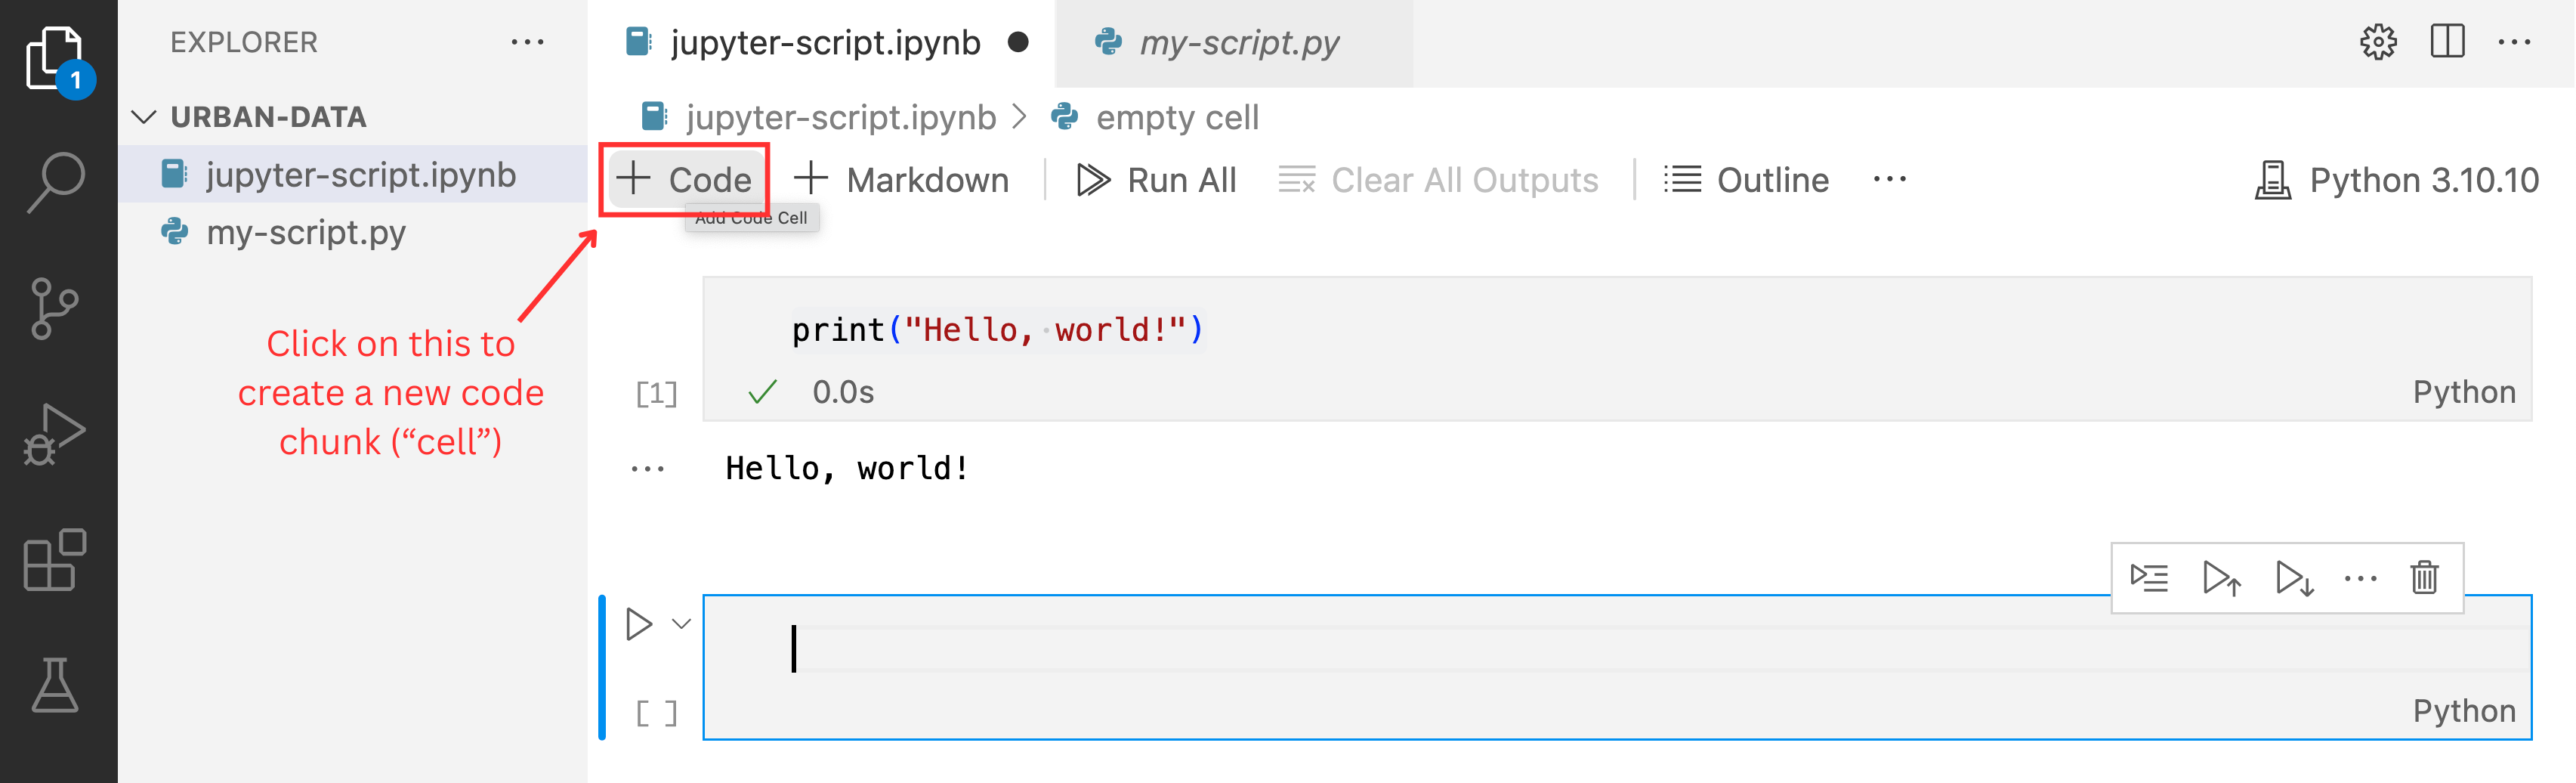 EXPLORER
1
URBAN-DATA
jupyter-script.ipynb
my-script.py
Click on this to
create a new code
chunk (“cell”)
jupyter-script.ipynb
my-script.py
jupyter-script.ipynb > empty cell
+ Code + Markdown Run All Clear All Outputs Outline ... Python 3.10.10
Add Code Cell
print("Hello, world!")
[1] 0.0s Python
Hello, world!
[ ] Python